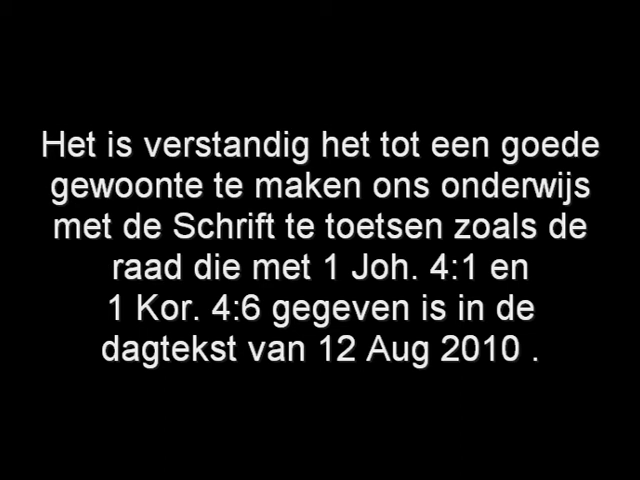 Het is verstandig het tot een goede
gewoonte te maken ons onderwijs
met de Schrift te toetsen zoals de
raad die met 1 Joh. 4:1 en
1 Kor. 4:6 gegeven is in de
dagtekst van 12 Aug 2010 .